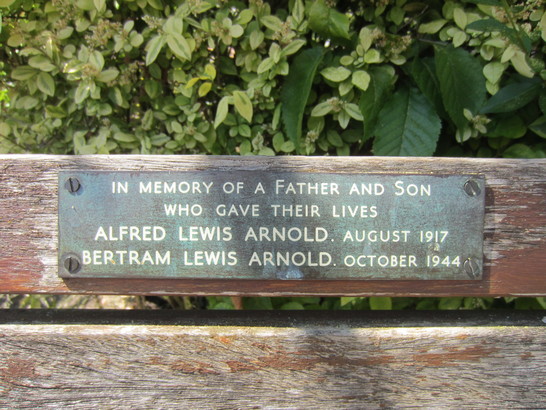 IN MEMORY OF A FATHER AND SON
WHO GAVE THEIR LIVES
ALFRED LEWIS ARNOLD. AUGUST 1917
BERTRAM LEWIS ARNOLD. OCTOBER 1944